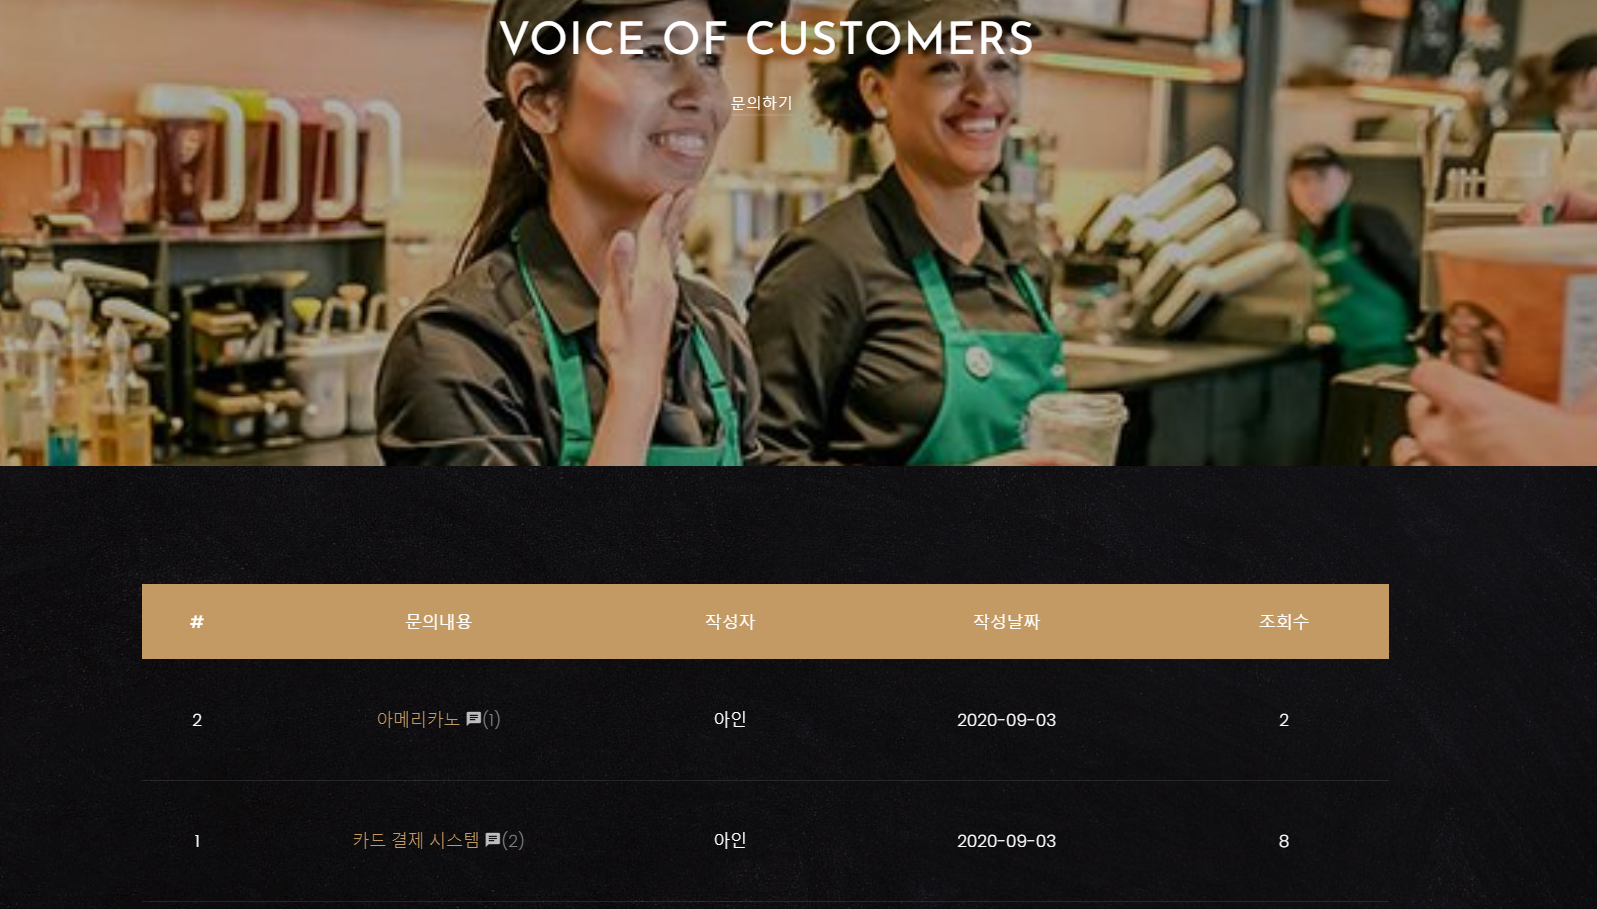 VOICE OF CUSTOMERS
문의하기
# 문의내용 작성자 작성날짜 조회수
2 아메리카노 (1) 아인 2020-09-03 2
1 카드 결제 시스템 (2) 아인 2020-09-03 8